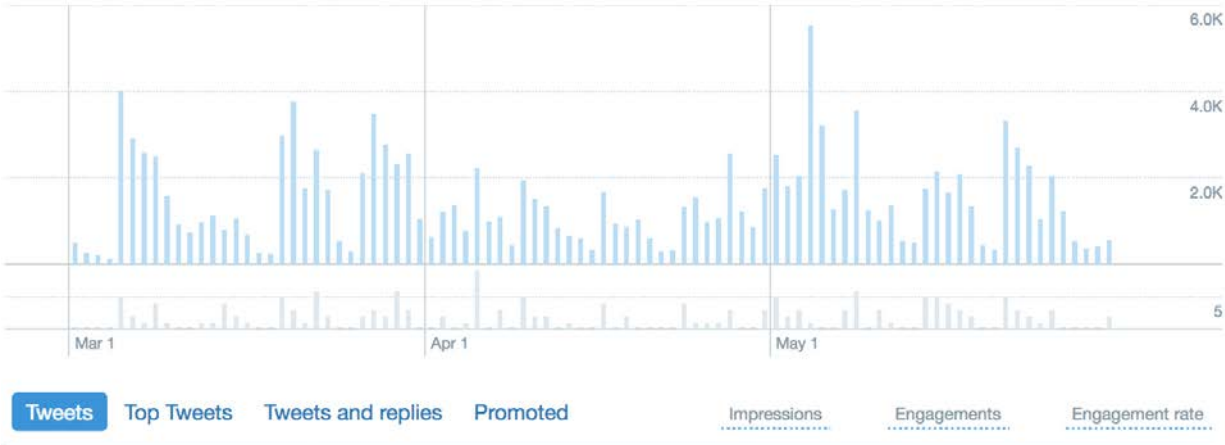 6.0K
4.0K
2.0K
5
Mar 1 Apr 1 May 1
Tweets Top Tweets Tweets and replies Promoted Impressions Engagements Engagement rate